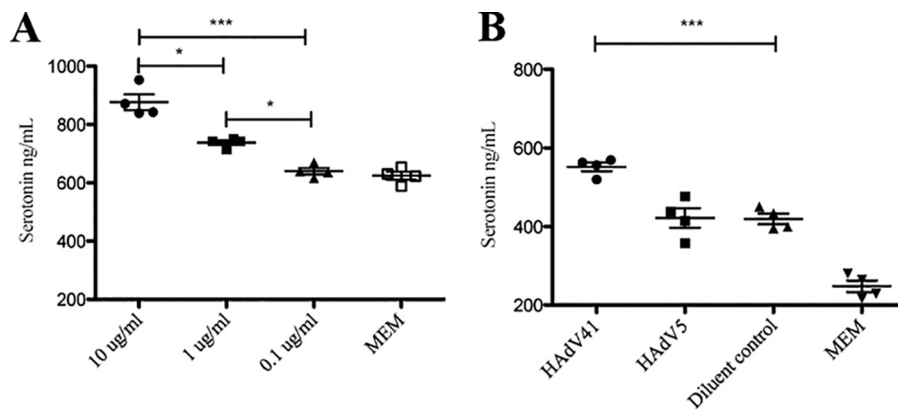 A
***
*
*
Serotonin ng/mL
1000
800
600
400
200
10 ug/ml
1 ug/ml
0.1 ug/ml
MEM
B
***
Serotonin ng/mL
800
600
400
200
HAdV41
HAdV5
Diluent control
MEM